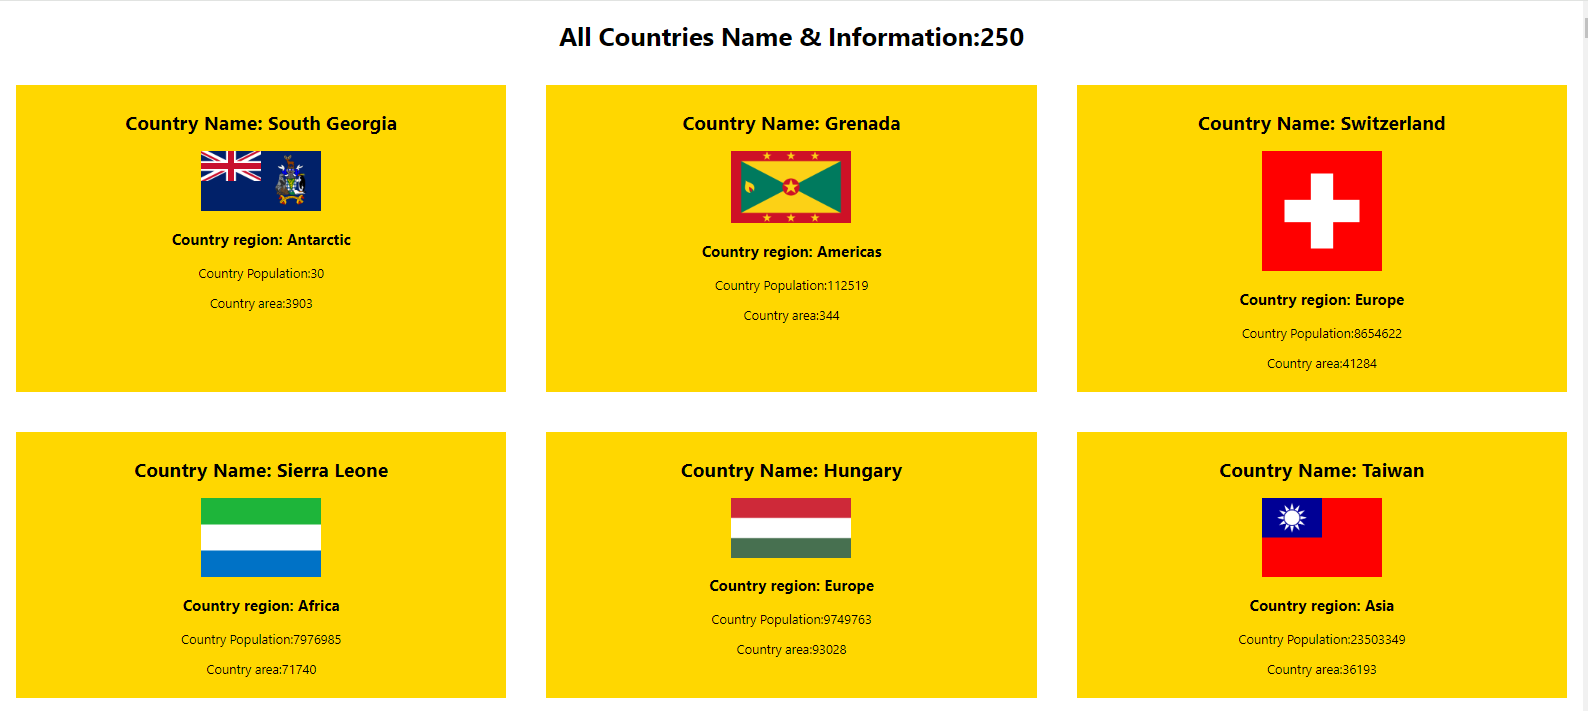 All Countries Name & Information:250
Country Name: South Georgia
Country region: Antarctic
Country Population:30
Country area:3903
Country Name: Grenada
Country region: Americas
Country Population:112519
Country area:344
Country Name: Switzerland
Country region: Europe
Country Population:8654622
Country area:41284
Country Name: Sierra Leone
Country region: Africa
Country Population:7976985
Country area:71740
Country Name: Hungary
Country region: Europe
Country Population:9749763
Country area:93028
Country Name: Taiwan
Country region: Asia
Country Population:23503349
Country area:36193